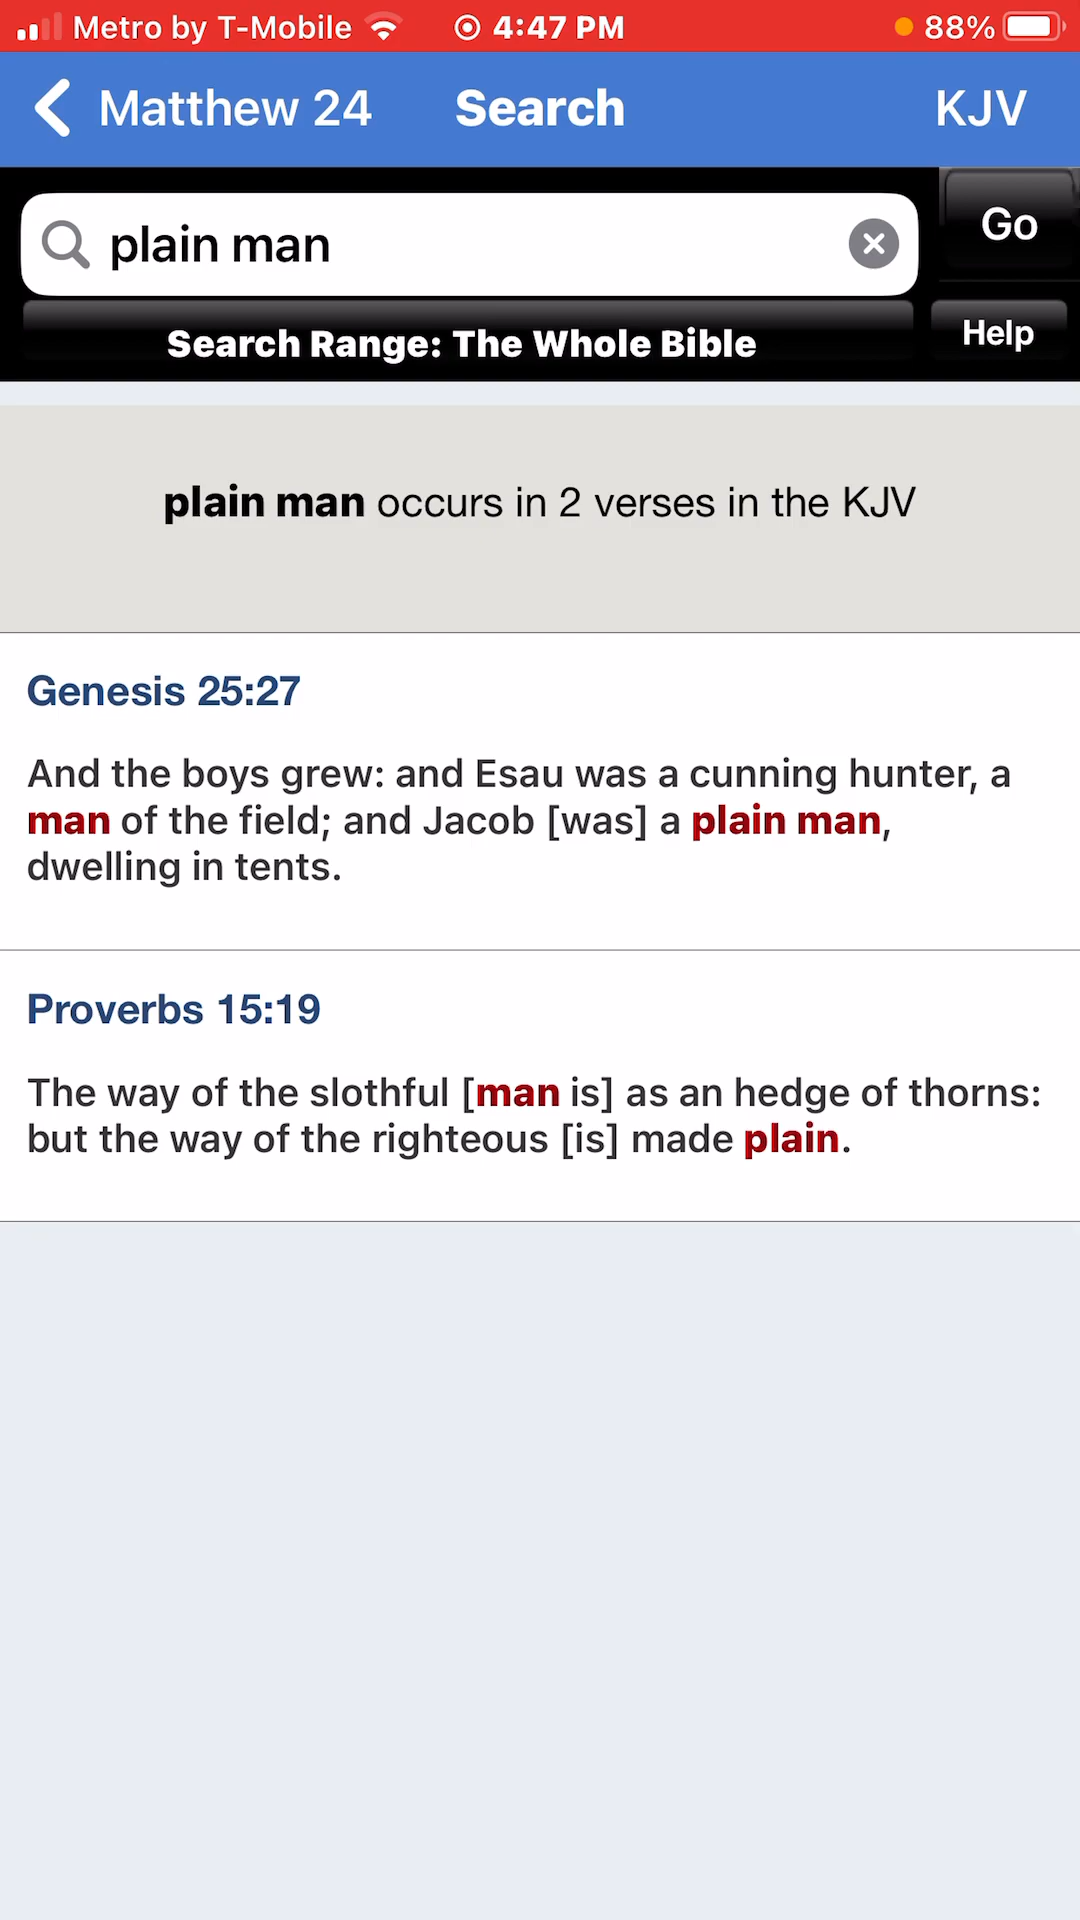 Metro by T-Mobile 4:47 PM 88%
Matthew 24 Search KJV
plain man Go
Search Range: The Whole Bible Help
plain man occurs in 2 verses in the KJV
Genesis 25:27
And the boys grew: and Esau was a cunning hunter, a
man of the field; and Jacob [was] a plain man,
dwelling in tents.
Proverbs 15:19
The way of the slothful [man is] as an hedge of thorns:
but the way of the righteous [is] made plain.